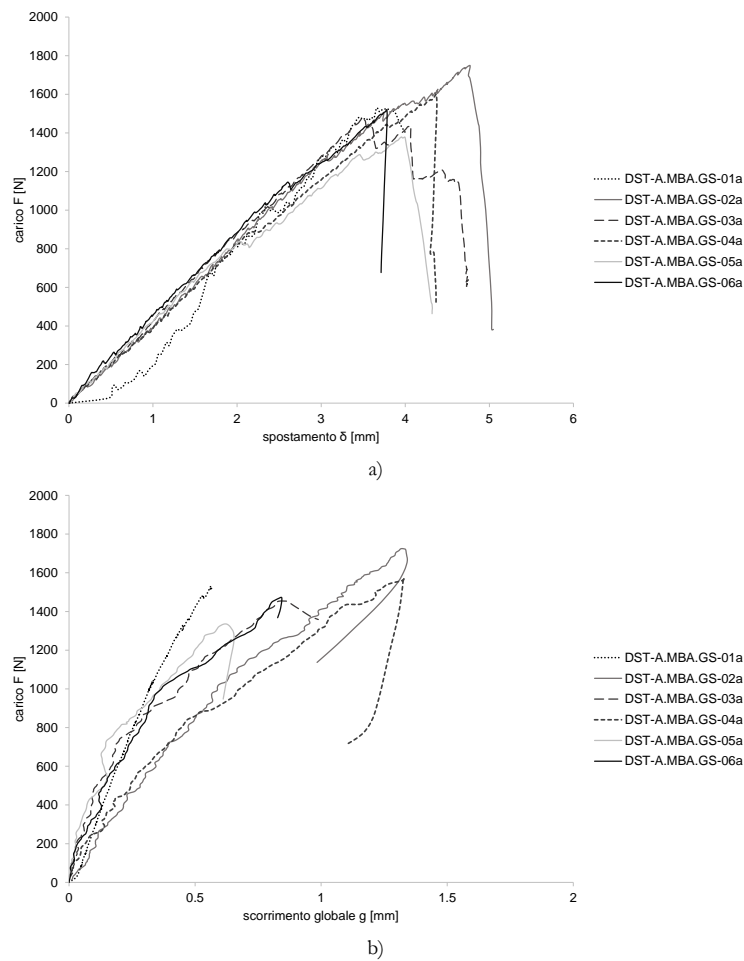 2000
1800
1600
1400
1200
1000
800
600
400
200
0
carico F [N]
0 1 2 3 4 5 6
spostamento δ [mm]
DST-A.MBA.GS-01a
DST-A.MBA.GS-02a
DST-A.MBA.GS-03a
DST-A.MBA.GS-04a
DST-A.MBA.GS-05a
DST-A.MBA.GS-06a
a)
2000
1800
1600
1400
1200
1000
800
600
400
200
0
carico F [N]
0 0.5 1 1.5 2
scorrimento globale g [mm]
DST-A.MBA.GS-01a
DST-A.MBA.GS-02a
DST-A.MBA.GS-03a
DST-A.MBA.GS-04a
DST-A.MBA.GS-05a
DST-A.MBA.GS-06a
b)